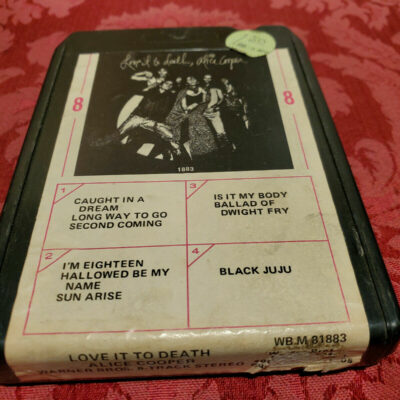 Love it to Death, Alice Cooper
8 8
1883
1
CAUGHT IN A
DREAM
LONG WAY TO GO
SECOND COMING
3
IS IT MY BODY
BALLAD OF
DWIGHT FRY
2
I'M EIGHTEEN
HALLOWED BE MY
NAME
SUN ARISE
4
BLACK JUJU
LOVE IT TO DEATH
ALICE COOPER
WARNER BROS. 8-TRACK STEREO
WB M 81883